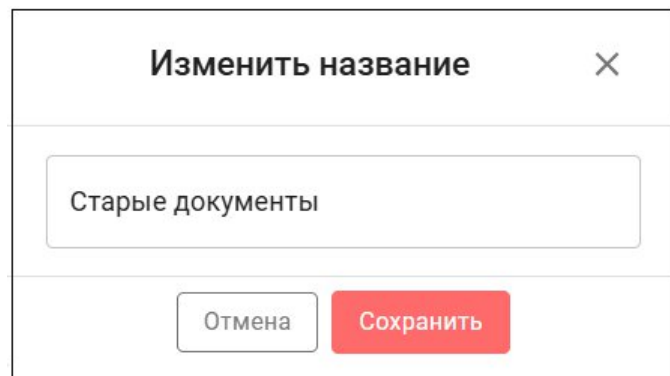 Изменить название
Старые документы
Отмена Сохранить